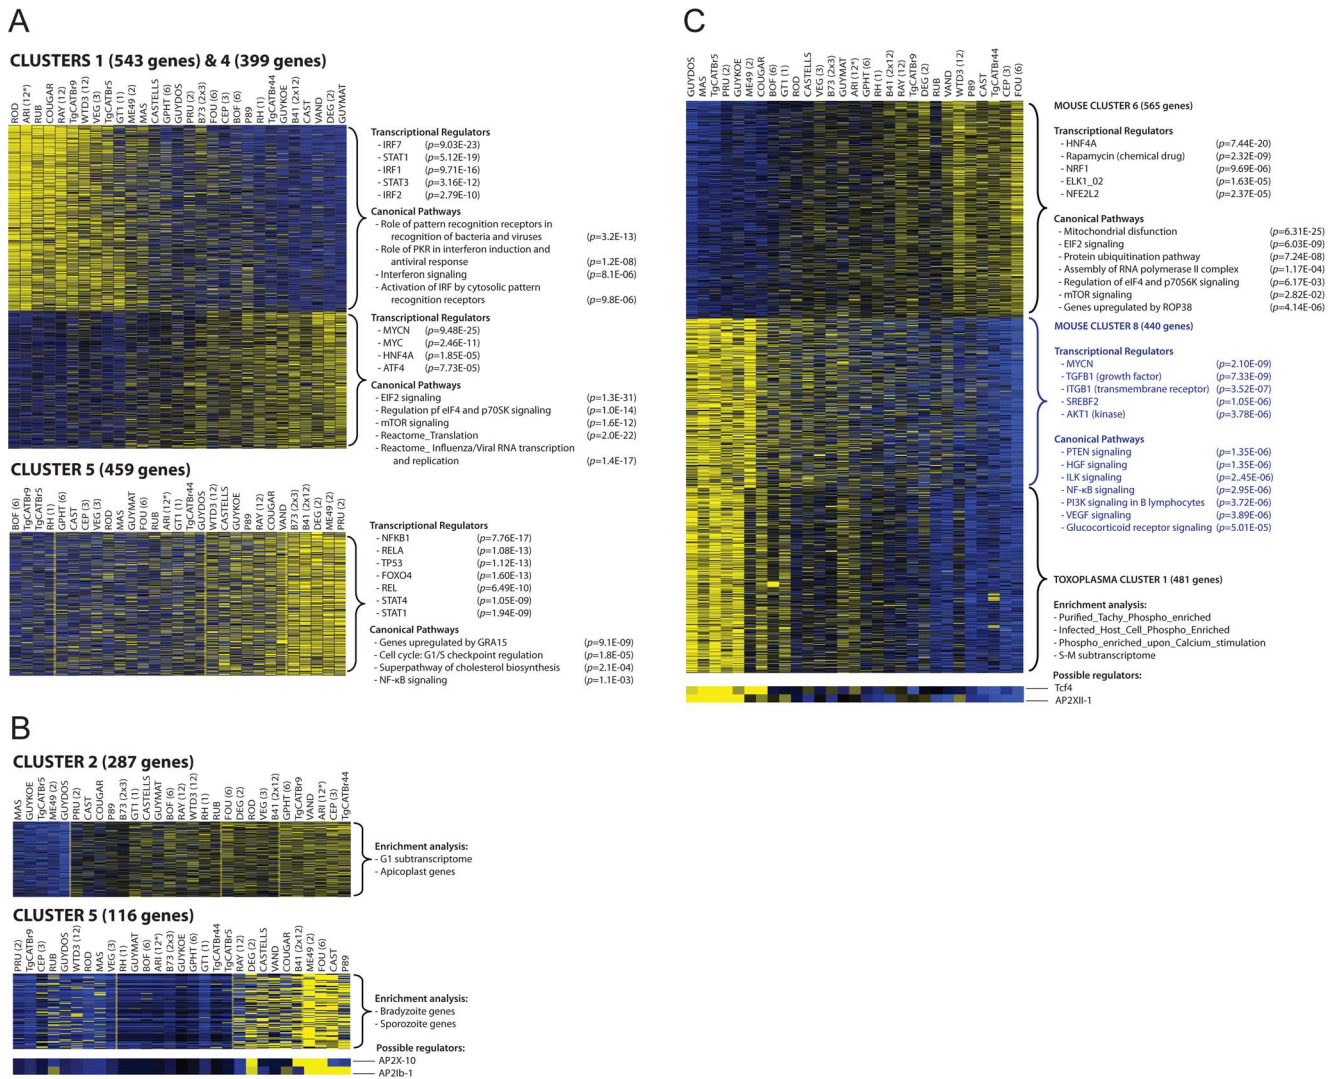 A
CLUSTERS 1 (543 genes) & 4 (399 genes)
ROD ARI (12*) RUB COUGAR RAY (12) TgCATBr9 WTD3 (12) VEG (3) TgCATBr5 GT1 (1) ME49 (2) MAS CASTELLS GPHT (6) GUYDOS PRU (2) B73 (2x3) FOU (6) CEP (3) BOF (6) P89 RH (1) TgCATBr44 GUYKOE B41 (2x12) CAST VAND DEG (2) GUYMAT
Transcriptional Regulators
- IRF7 (p=9.03E-23)
- STAT1 (p=5.12E-19)
- IRF1 (p=9.71E-16)
- STAT3 (p=3.16E-12)
- IRF2 (p=2.79E-10)
Canonical Pathways
- Role of pattern recognition receptors in
recognition of bacteria and viruses (p=3.2E-13)
- Role of PKR in interferon induction and
antiviral response (p=1.2E-08)
- Interferon signaling (p=8.1E-06)
- Activation of IRF by cytosolic pattern
recognition receptors (p=9.8E-06)
Transcriptional Regulators
- MYCN (p=9.48E-25)
- MYC (p=2.46E-11)
- HNF4A (p=1.85E-05)
- ATF4 (p=7.73E-05)
Canonical Pathways
- EIF2 signaling (p=1.3E-31)
- Regulation pf eIF4 and p70SK signaling (p=1.0E-14)
- mTOR signaling (p=1.6E-12)
- Reactome_Translation (p=2.0E-22)
- Reactome_ Influenza/Viral RNA transcription
and replication (p=1.4E-17)
CLUSTER 5 (459 genes)
BOF (6) TgCATBr9 TgCATBr5 RH (1) GPHT (6) CAST CEP (3) VEG (3) ROD MAS GUYMAT FOU (6) RUB ARI (12*) GT1 (1) TgCATBr44 GUYDOS WTD3 (12) CASTELLS GUYKOE P89 RAY (12) COUGAR VAND B73 (2x3) B41 (2x12) DEG (2) ME49 (2) PRU (2)
Transcriptional Regulators
- NFKB1 (p=7.76E-17)
- RELA (p=1.08E-13)
- TP53 (p=1.12E-13)
- FOXO4 (p=1.60E-13)
- REL (p=6.49E-10)
- STAT4 (p=1.05E-09)
- STAT1 (p=1.94E-09)
Canonical Pathways
- Genes upregulated by GRA15 (p=9.1E-09)
- Cell cycle: G1/S checkpoint regulation (p=1.8E-05)
- Superpathway of cholesterol biosynthesis (p=2.1E-04)
- NF-κB signaling (p=1.1E-03)
B
CLUSTER 2 (287 genes)
MAS GUYKOE TgCATBr5 ME49 (2) GUYDOS PRU (2) CAST COUGAR P89 B73 (2x3) GT1 (1) CASTELLS GUYMAT BOF (6) RAY (12) WTD3 (12) RH (1) RUB FOU (6) DEG (2) ROD VEG (3) B41 (2x12) GPHT (6) TgCATBr9 VAND ARI (12*) CEP (3) TgCATBr44
Enrichment analysis:
- G1 subtranscriptome
- Apicoplast genes
CLUSTER 5 (116 genes)
PRU (2) TgCATBr9 CEP (3) RUB GUYDOS WTD3 (12) ROD MAS VEG (3) RH (1) GUYMAT BOF (6) ARI (12*) B73 (2x3) GUYKOE GPHT (6) GT1 (1) TgCATBr44 TgCATBr5 RAY (12) DEG (2) CASTELLS VAND COUGAR B41 (2x12) ME49 (2) FOU (6) CAST P89
Enrichment analysis:
- Bradyzoite genes
- Sporozoite genes
Possible regulators:
AP2X-10
AP2Ib-1
C
GUYDOS MAS TgCATBr5 PRU (2) GUYKOE ME49 (2) COUGAR BOF (6) GT1 (1) ROD CASTELLS VEG (3) B73 (2x3) GUYMAT ARI (12*) GPHT (6) RH (1) B41 (2x12) RAY (12) TgCATBr9 DEG (2) RUB VAND WTD3 (12) P89 CAST TgCATBr44 CEP (3) FOU (6)
MOUSE CLUSTER 6 (565 genes)
Transcriptional Regulators
- HNF4A (p=7.44E-20)
- Rapamycin (chemical drug) (p=2.32E-09)
- NRF1 (p=9.69E-06)
- ELK1_02 (p=1.63E-05)
- NFE2L2 (p=2.37E-05)
Canonical Pathways
- Mitochondrial disfunction (p=6.31E-25)
- EIF2 signaling (p=6.03E-09)
- Protein ubiquitination pathway (p=7.24E-08)
- Assembly of RNA polymerase II complex (p=1.17E-04)
- Regulation of eIF4 and p70S6K signaling (p=6.17E-03)
- mTOR signaling (p=2.82E-02)
- Genes upregulated by ROP38 (p=4.14E-06)
MOUSE CLUSTER 8 (440 genes)
Transcriptional Regulators
- MYCN (p=2.10E-09)
- TGFB1 (growth factor) (p=7.33E-09)
- ITGB1 (transmembrane receptor) (p=3.52E-07)
- SREBF2 (p=1.05E-06)
- AKT1 (kinase) (p=3.78E-06)
Canonical Pathways
- PTEN signaling (p=1.35E-06)
- HGF signaling (p=1.35E-06)
- ILK signaling (p=2..45E-06)
- NF-κB signaling (p=2.95E-06)
- PI3K signaling in B lymphocytes (p=3.72E-06)
- VEGF signaling (p=3.89E-06)
- Glucocorticoid receptor signaling (p=5.01E-05)
TOXOPLASMA CLUSTER 1 (481 genes)
Enrichment analysis:
- Purified_Tachy_Phospho_enriched
- Infected_Host_Cell_Phospho_Enriched
- Phospho_enriched_upon_Calcium_stimulation
- S-M subtranscriptome
Possible regulators:
Tcf4
AP2XII-1